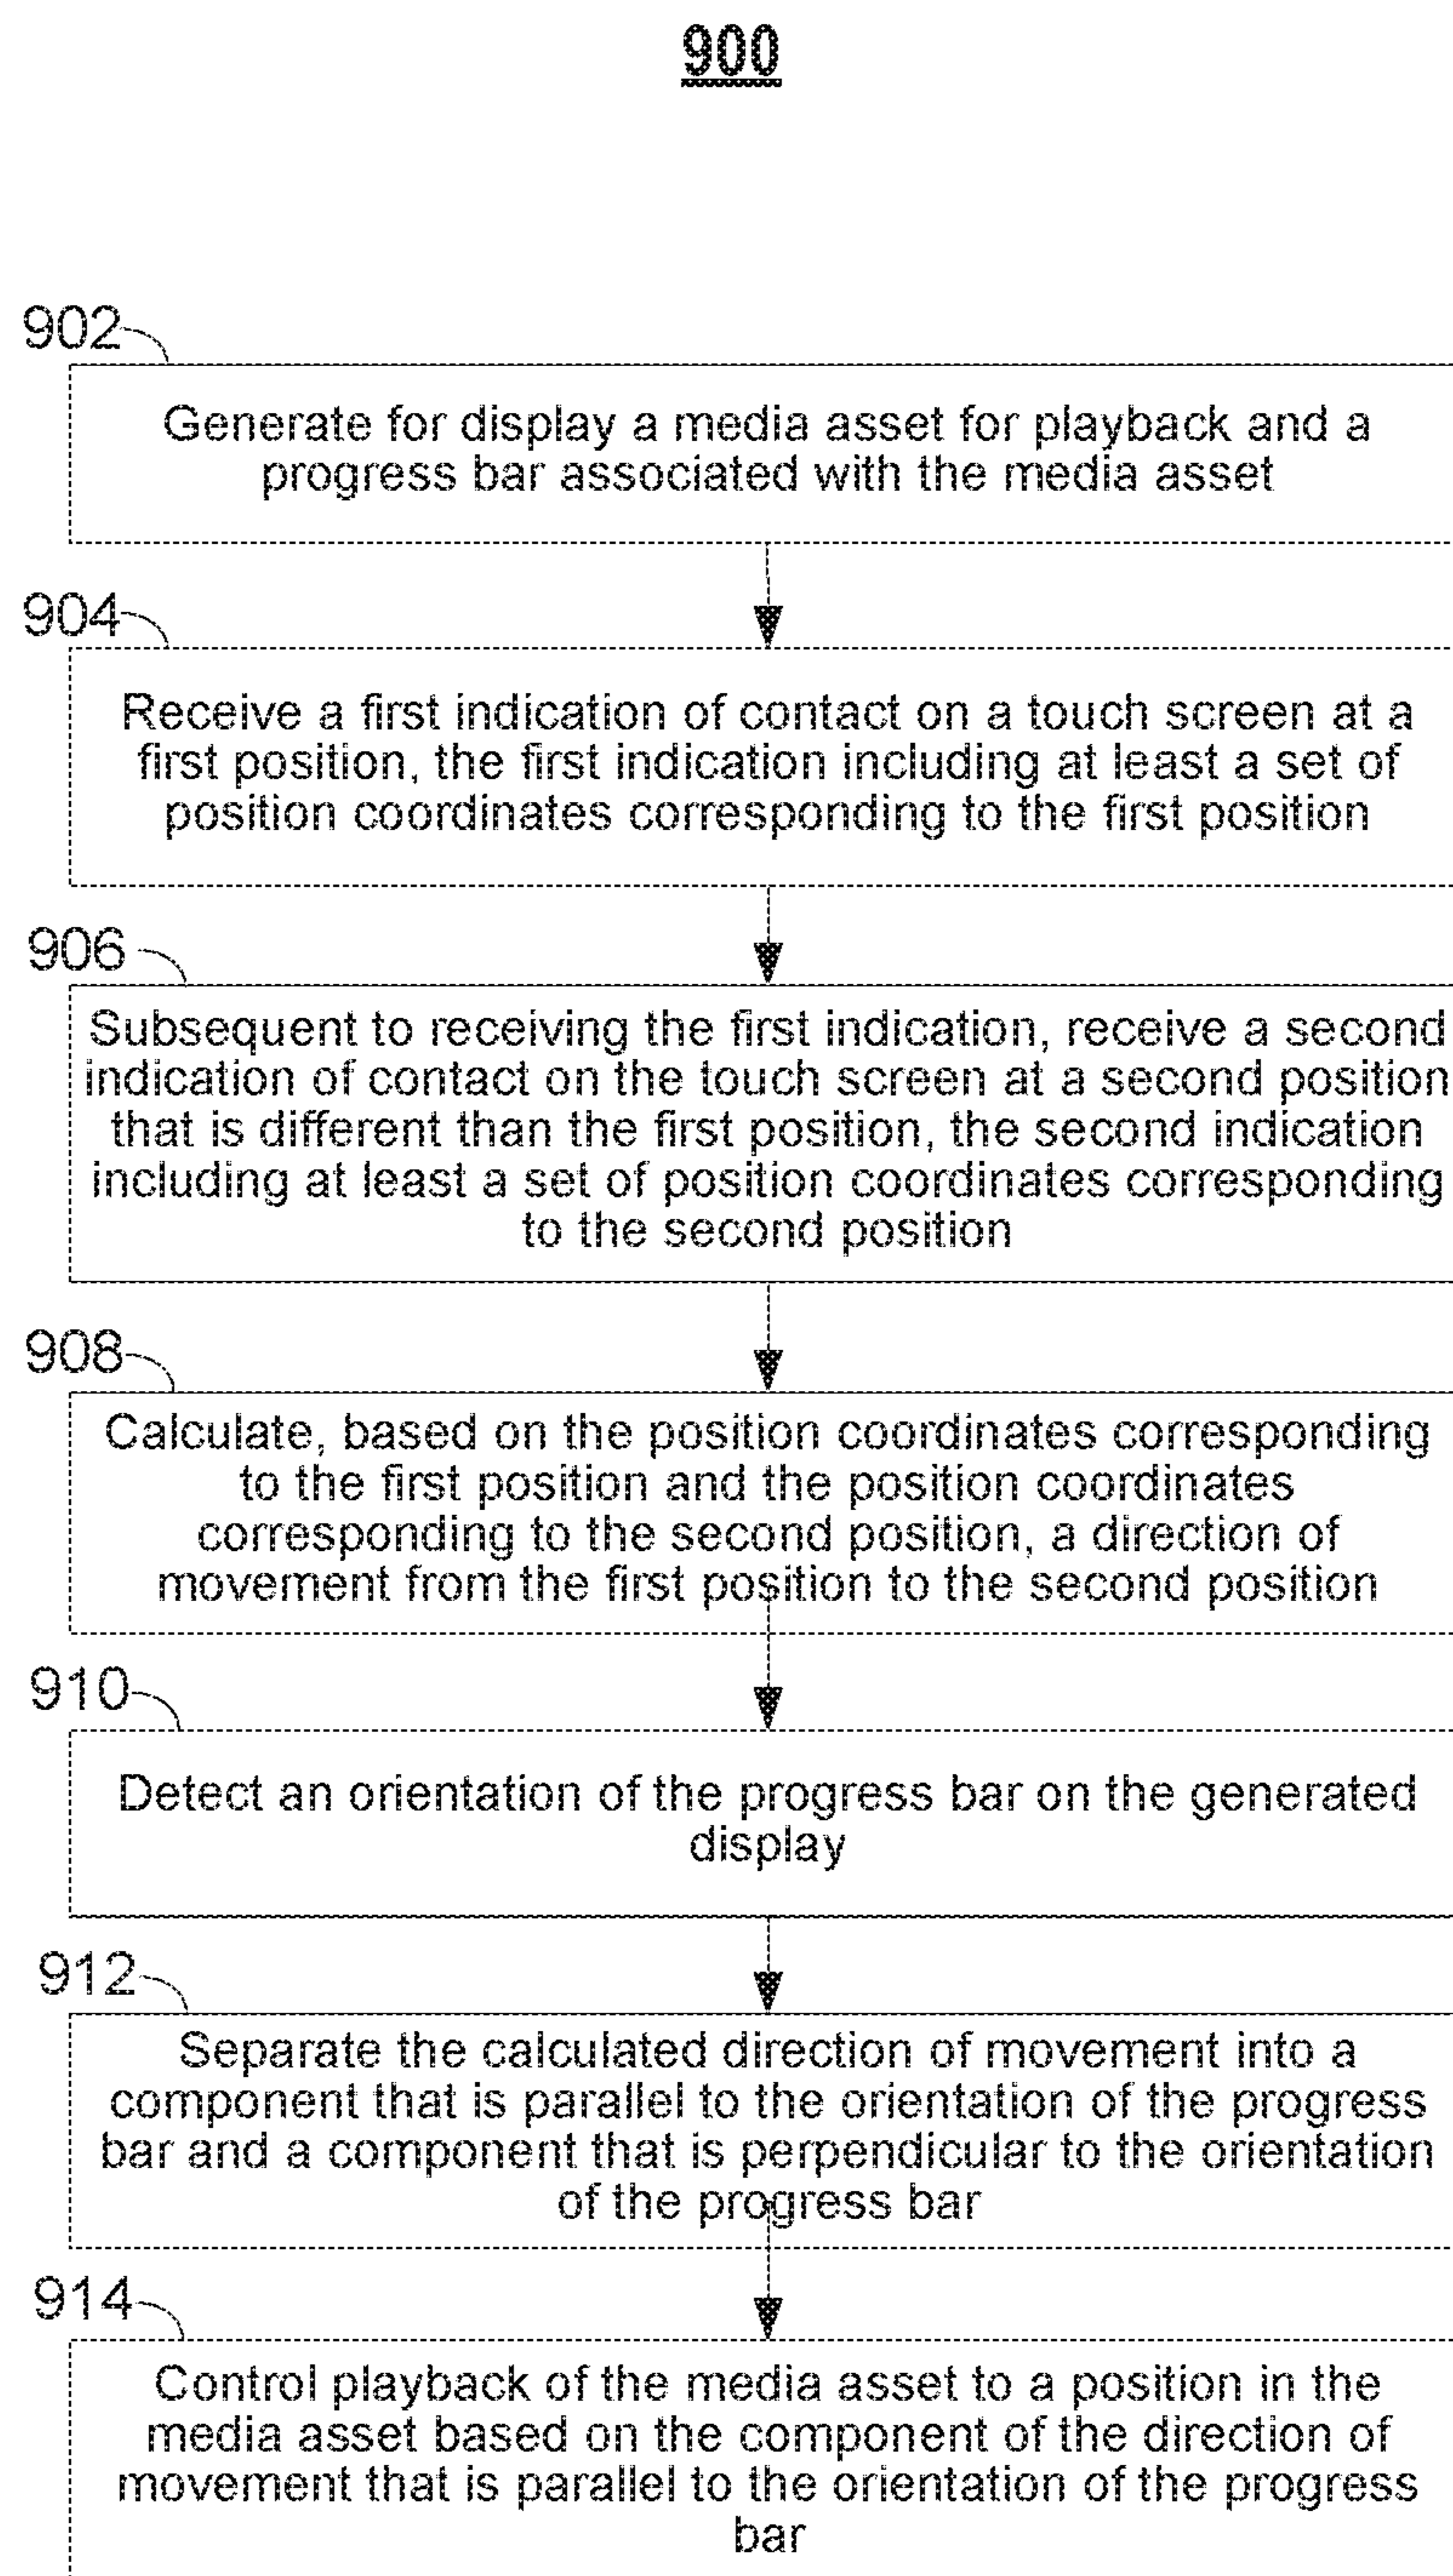 900
902
Generate for display a media asset for playback and a
progress bar associated with the media asset
904
Receive a first indication of contact on a touch screen at a
first position, the first indication including at least a set of
position coordinates corresponding to the first position
906
Subsequent to receiving the first indication, receive a second
indication of contact on the touch screen at a second position
that is different than the first position, the second indication
including at least a set of position coordinates corresponding
to the second position
908
Calculate, based on the position coordinates corresponding
to the first position and the position coordinates
corresponding to the second position, a direction of
movement from the first position to the second position
910
Detect an orientation of the progress bar on the generated
display
912
Separate the calculated direction of movement into a
component that is parallel to the orientation of the progress
bar and a component that is perpendicular to the orientation
of the progress bar
914
Control playback of the media asset to a position in the
media asset based on the component of the direction of
movement that is parallel to the orientation of the progress
bar